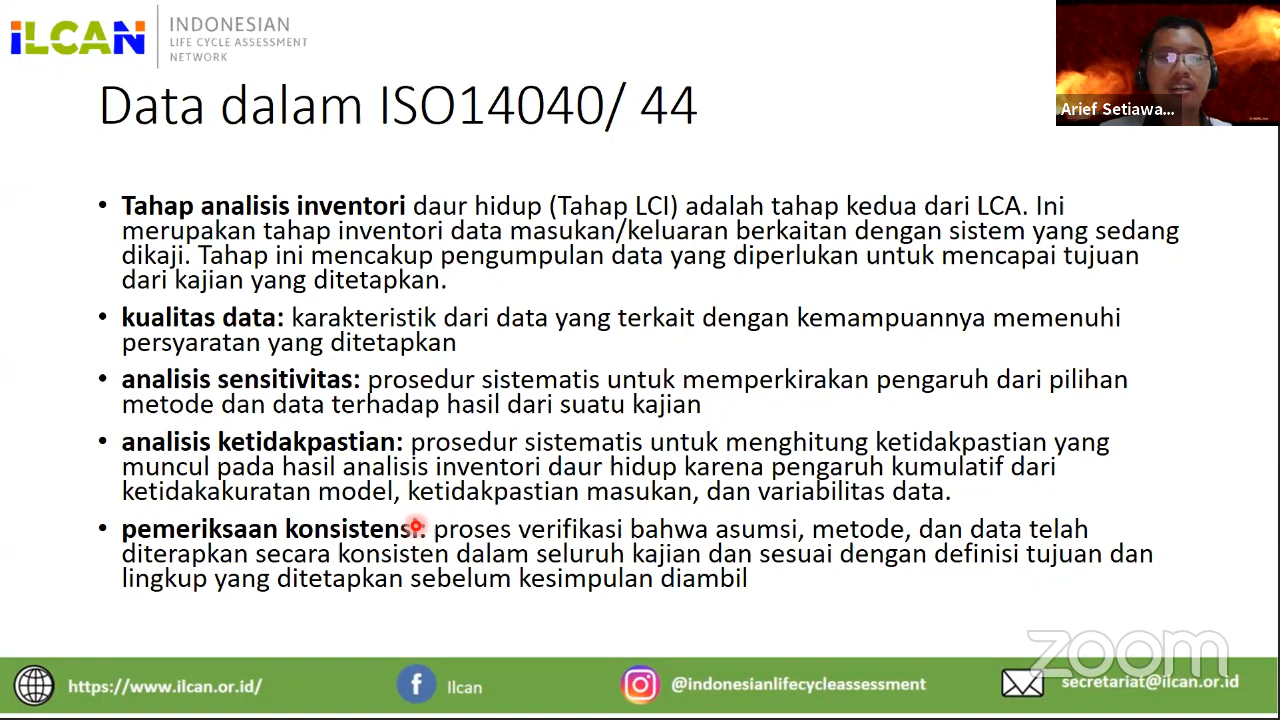 iLCAN
INDONESIAN
LIFE CYCLE ASSESSMENT
NETWORK
Arief Setiawa...
Data dalam ISO14040/ 44
• Tahap analisis inventori daur hidup (Tahap LCI) adalah tahap kedua dari LCA. Ini
merupakan tahap inventori data masukan/keluaran berkaitan dengan sistem yang sedang
dikaji. Tahap ini mencakup pengumpulan data yang diperlukan untuk mencapai tujuan
dari kajian yang ditetapkan.
• kualitas data: karakteristik dari data yang terkait dengan kemampuannya memenuhi
persyaratan yang ditetapkan
• analisis sensitivitas: prosedur sistematis untuk memperkirakan pengaruh dari pilihan
metode dan data terhadap hasil dari suatu kajian
• analisis ketidakpastian: prosedur sistematis untuk menghitung ketidakpastian yang
muncul pada hasil analisis inventori daur hidup karena pengaruh kumulatif dari
ketidakakuratan model, ketidakpastian masukan, dan variabilitas data.
• pemeriksaan konsistensi: proses verifikasi bahwa asumsi, metode, dan data telah
diterapkan secara konsisten dalam seluruh kajian dan sesuai dengan definisi tujuan dan
lingkup yang ditetapkan sebelum kesimpulan diambil
zoom
https://www.ilcan.or.id/
Ilcan
@indonesianlifecycleassessment
secretariat@ilcan.or.id